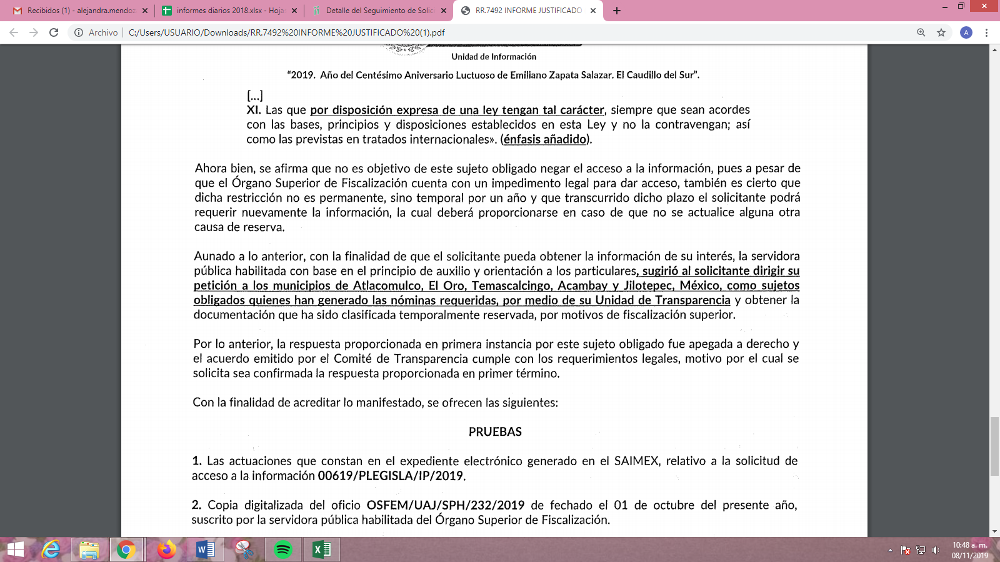 Recibidos (1) - alejandra.mendoz
informes diarios 2018.xlsx - Hoja
Detalle del Seguimiento de Solici
RR.7492 INFORME JUSTIFICADO
Archivo
C:/Users/USUARIO/Downloads/RR.7492%20INFORME%20JUSTIFICADO%20(1).pdf
A
Unidad de Información
“2019. Año del Centésimo Aniversario Luctuoso de Emiliano Zapata Salazar. El Caudillo del Sur”.
[...]
XI. Las que por disposición expresa de una ley tengan tal carácter, siempre que sean acordes
con las bases, principios y disposiciones establecidos en esta Ley y no la contravengan; así
como las previstas en tratados internacionales». (énfasis añadido).
Ahora bien, se afirma que no es objetivo de este sujeto obligado negar el acceso a la información, pues a pesar de
que el Órgano Superior de Fiscalización cuenta con un impedimento legal para dar acceso, también es cierto que
dicha restricción no es permanente, sino temporal por un año y que transcurrido dicho plazo el solicitante podrá
requerir nuevamente la información, la cual deberá proporcionarse en caso de que no se actualice alguna otra
causa de reserva.
Aunado a lo anterior, con la finalidad de que el solicitante pueda obtener la información de su interés, la servidora
pública habilitada con base en el principio de auxilio y orientación a los particulares, sugirió al solicitante dirigir su
petición a los municipios de Atlacomulco, El Oro, Temascalcingo, Acambay y Jilotepec, México, como sujetos
obligados quienes han generado las nóminas requeridas, por medio de su Unidad de Transparencia y obtener la
documentación que ha sido clasificada temporalmente reservada, por motivos de fiscalización superior.
Por lo anterior, la respuesta proporcionada en primera instancia por este sujeto obligado fue apegada a derecho y
el acuerdo emitido por el Comité de Transparencia cumple con los requerimientos legales, motivo por el cual se
solicita sea confirmada la respuesta proporcionada en primer término.
Con la finalidad de acreditar lo manifestado, se ofrecen las siguientes:
PRUEBAS
1. Las actuaciones que constan en el expediente electrónico generado en el SAIMEX, relativo a la solicitud de
acceso a la información 00619/PLEGISLA/IP/2019.
2. Copia digitalizada del oficio OSFEM/UAJ/SPH/232/2019 de fechado el 01 de octubre del presente año,
suscrito por la servidora pública habilitada del Órgano Superior de Fiscalización.
10:48 a. m.
08/11/2019